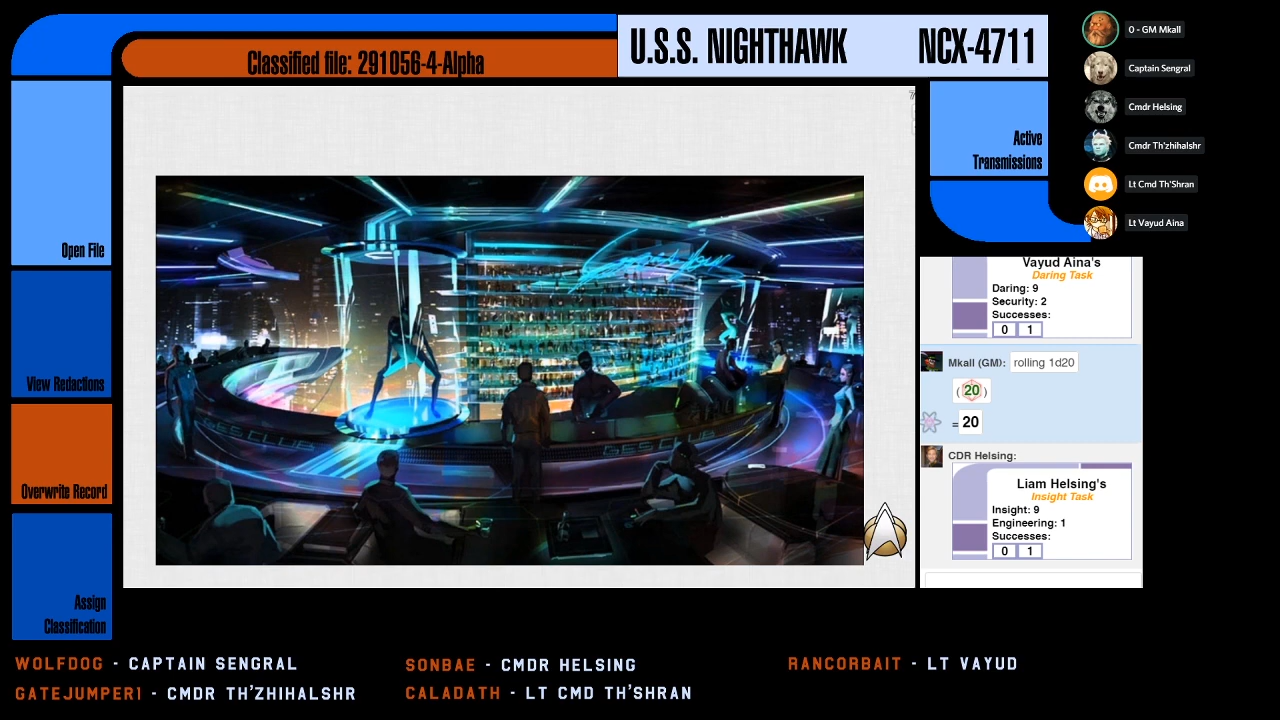 Classified file: 291056-4-Alpha
U.S.S. NIGHTHAWK NCX-4711
0 - GM Mkall
Captain Sengral
Cmdr Helsing
Cmdr Th'zhihalshr
Lt Cmd Th'Shran
Lt Vayud Aina
Active
Transmissions
Open File
View Redactions
Overwrite Record
Assign
Classification
GES CLUB
GES CLUB
Vayud Aina's
Daring Task
Daring: 9
Security: 2
Successes:
0 1
Mkall (GM): rolling 1d20
(20)
=20
CDR Helsing:
Liam Helsing's
Insight Task
Insight: 9
Engineering: 1
Successes:
0 1
WOLFDOG - CAPTAIN SENGRAL
SONBAE - CMDR HELSING
RANCORBAIT - LT VAYUD
GATEJUMPER1 - CMDR TH'ZHIHALSHR
CALADATH - LT CMD TH'SHRAN